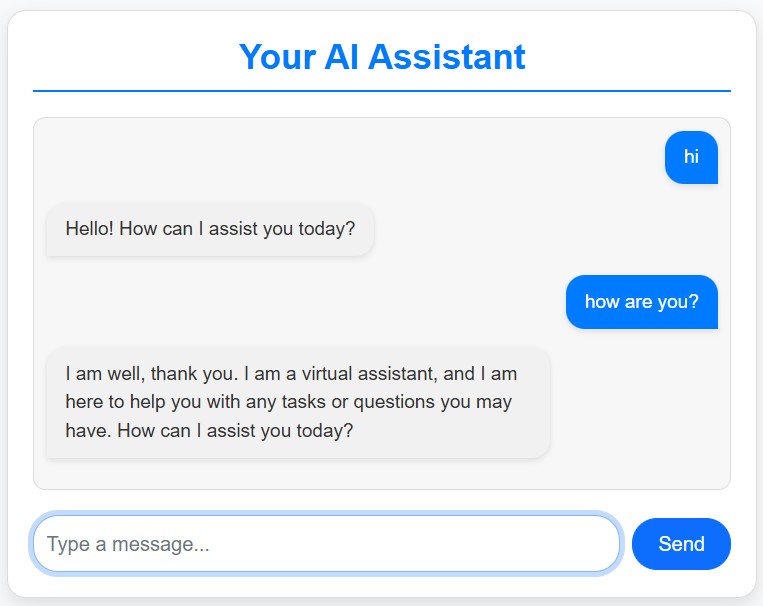 Your AI Assistant
hi
Hello! How can I assist you today?
how are you?
I am well, thank you. I am a virtual assistant, and I am
here to help you with any tasks or questions you may
have. How can I assist you today?
Type a message...
Send